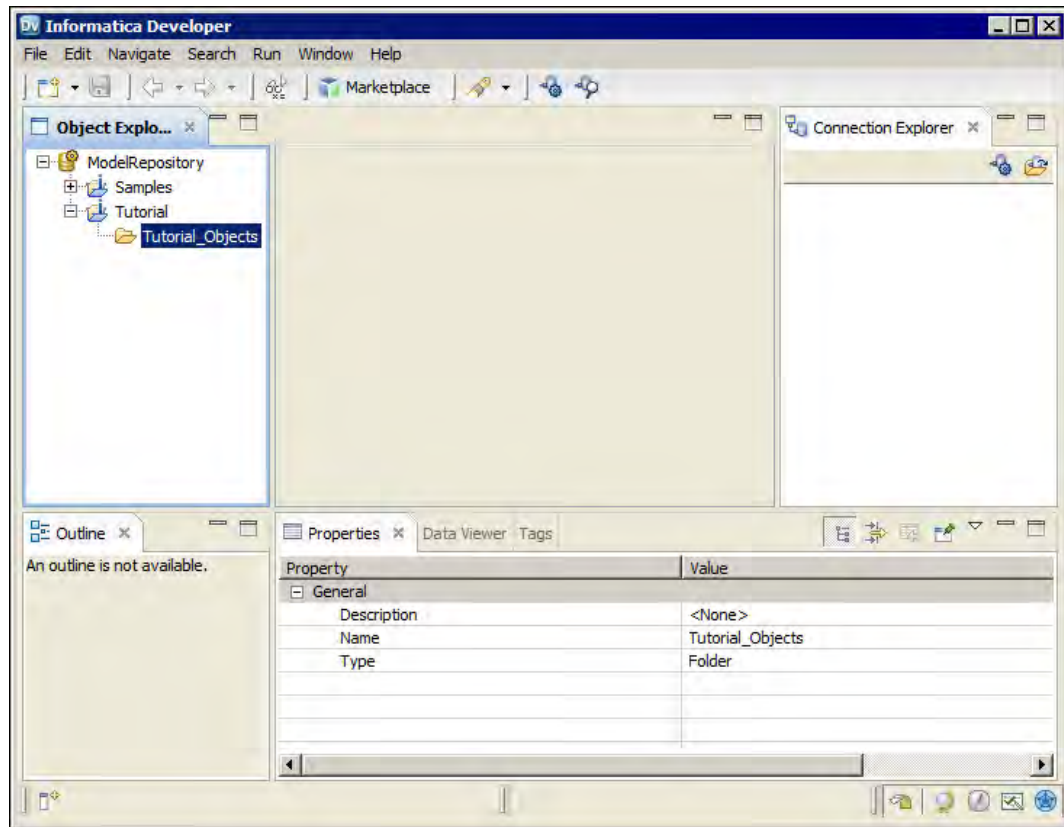 Dv Informatica Developer
File Edit Navigate Search Run Window Help
Marketplace
Object Explo...
Connection Explorer
ModelRepository
Samples
Tutorial
Tutorial_Objects
Outline
An outline is not available.
Properties Data Viewer Tags
Property Value
General
Description <None>
Name Tutorial_Objects
Type Folder